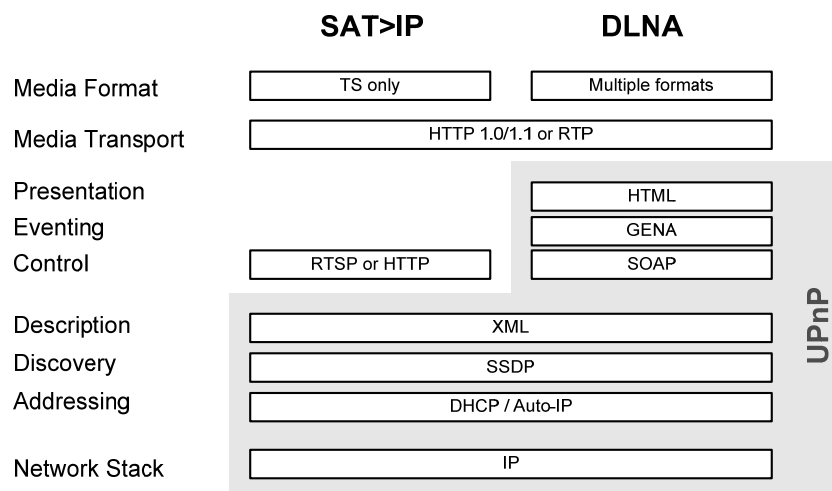 SAT>IP DLNA
Media Format TS only Multiple formats
Media Transport HTTP 1.0/1.1 or RTP
Presentation HTML
Eventing GENA
Control RTSP or HTTP SOAP
Description XML
Discovery SSDP
Addressing DHCP / Auto-IP
Network Stack IP
UPnP